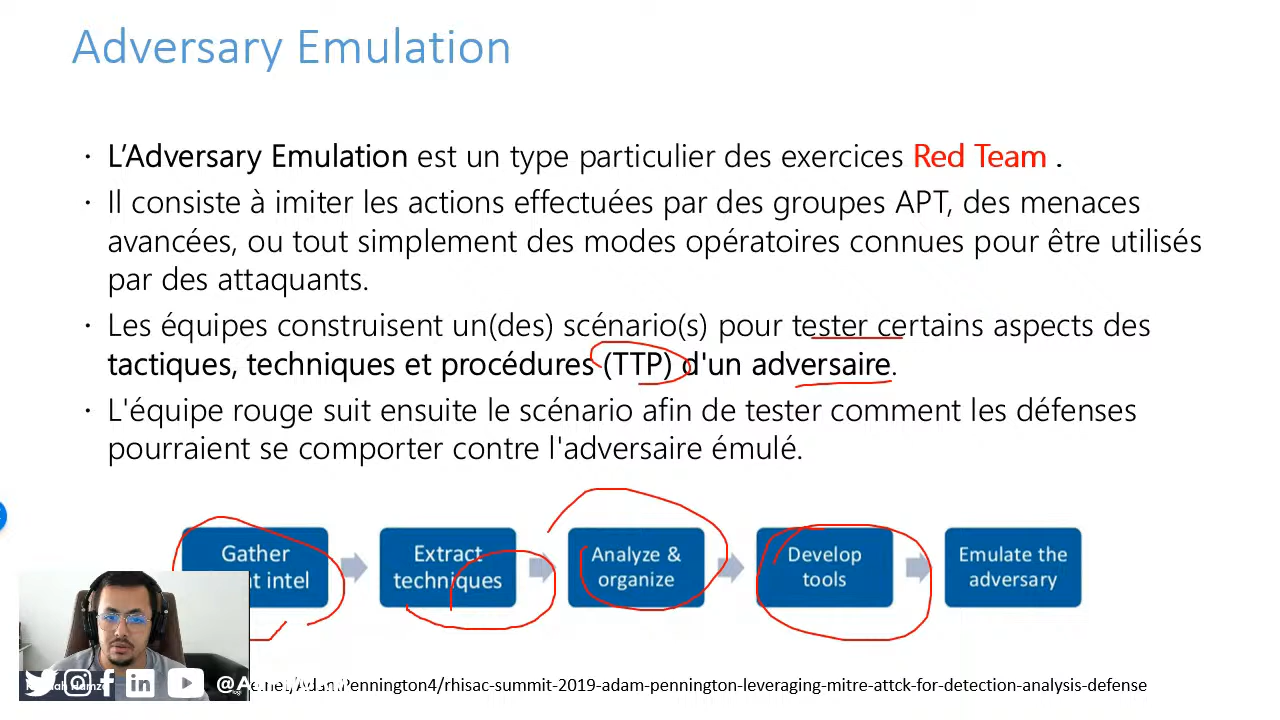 Adversary Emulation
· L’Adversary Emulation est un type particulier des exercices Red Team .
· Il consiste à imiter les actions effectuées par des groupes APT, des menaces
avancées, ou tout simplement des modes opératoires connues pour être utilisés
par des attaquants.
· Les équipes construisent un(des) scénario(s) pour tester certains aspects des
tactiques, techniques et procédures (TTP) d'un adversaire.
· L'équipe rouge suit ensuite le scénario afin de tester comment les défenses
pourraient se comporter contre l'adversaire émulé.
Gather
intel
Extract
techniques
Analyze &
organize
Develop
tools
Emulate the
adversary
/rhisac-summit-2019-adam-pennington-leveraging-mitre-attck-for-detection-analysis-defense